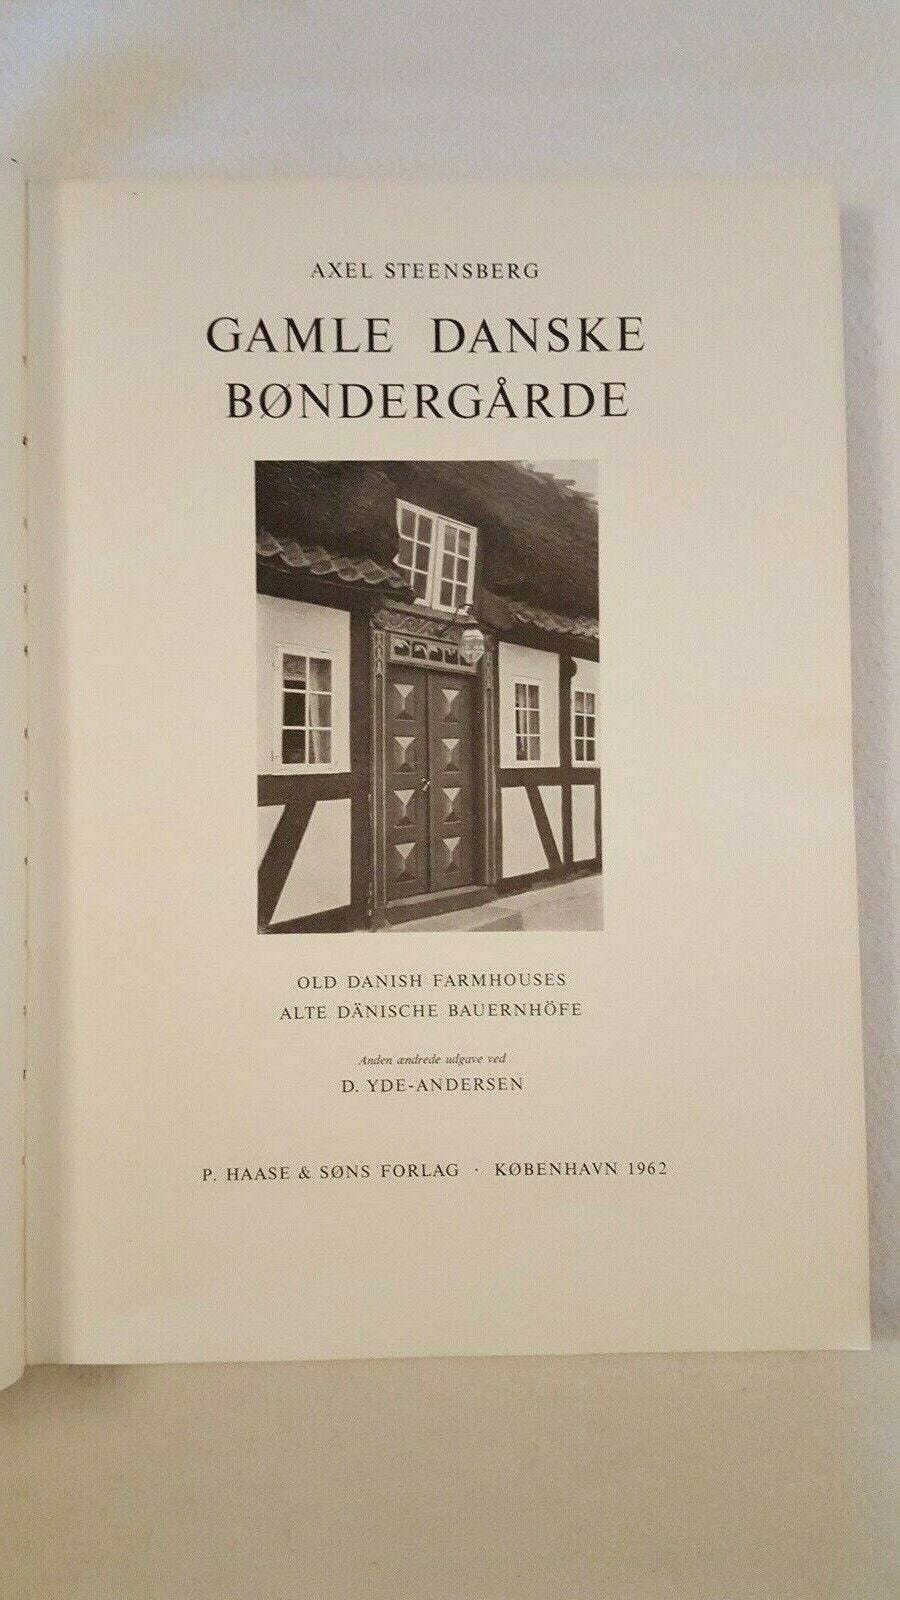 AXEL STEENSBERG
GAMLE DANSKE
BØNDERGÅRDE
OLD DANISH FARMHOUSES
ALTE DÄNISCHE BAUERNHÖFE
Anden ændrede udgave ved
D. YDE-ANDERSEN
P. HAASE & SØNS FORLAG · KØBENHAVN 1962